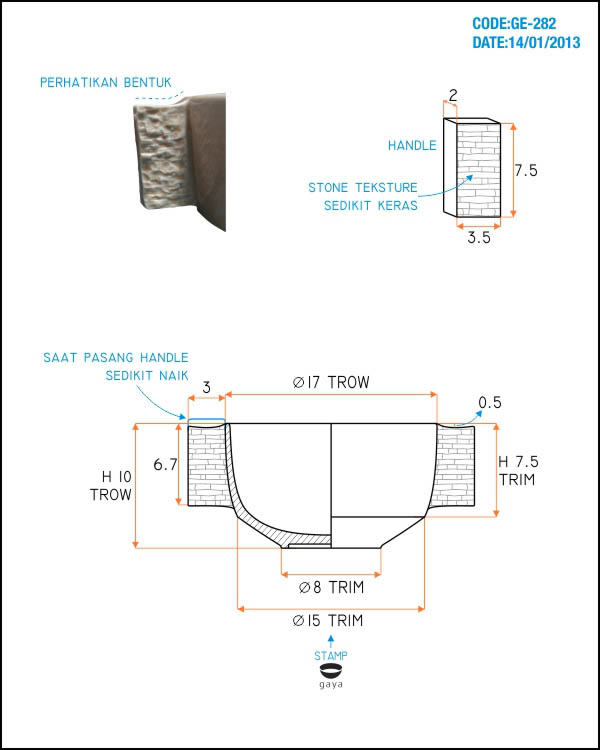 CODE:GE-282
DATE:14/01/2013
PERHATIKAN BENTUK
2
HANDLE
7.5
STONE TEKSTURE
SEDIKIT KERAS
3.5
SAAT PASANG HANDLE
SEDIKIT NAIK
3
Ø17 TROW
0.5
6.7
H 10
TROW
H 7.5
TRIM
Ø8 TRIM
Ø15 TRIM
STAMP
gaya